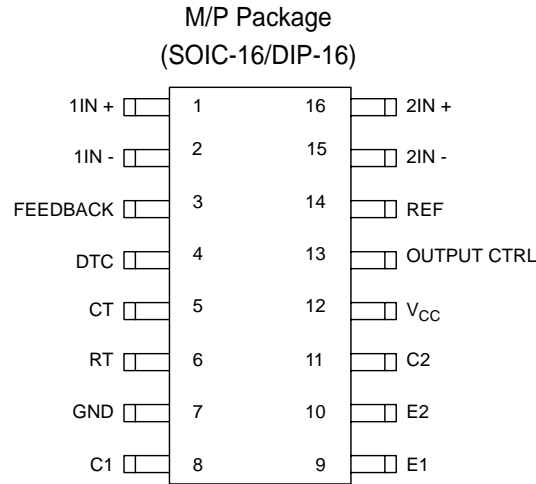 M/P Package
(SOIC-16/DIP-16)
1IN + 1 16 2IN +
1IN - 2 15 2IN -
FEEDBACK 3 14 REF
DTC 4 13 OUTPUT CTRL
CT 5 12 VCC
RT 6 11 C2
GND 7 10 E2
C1 8 9 E1